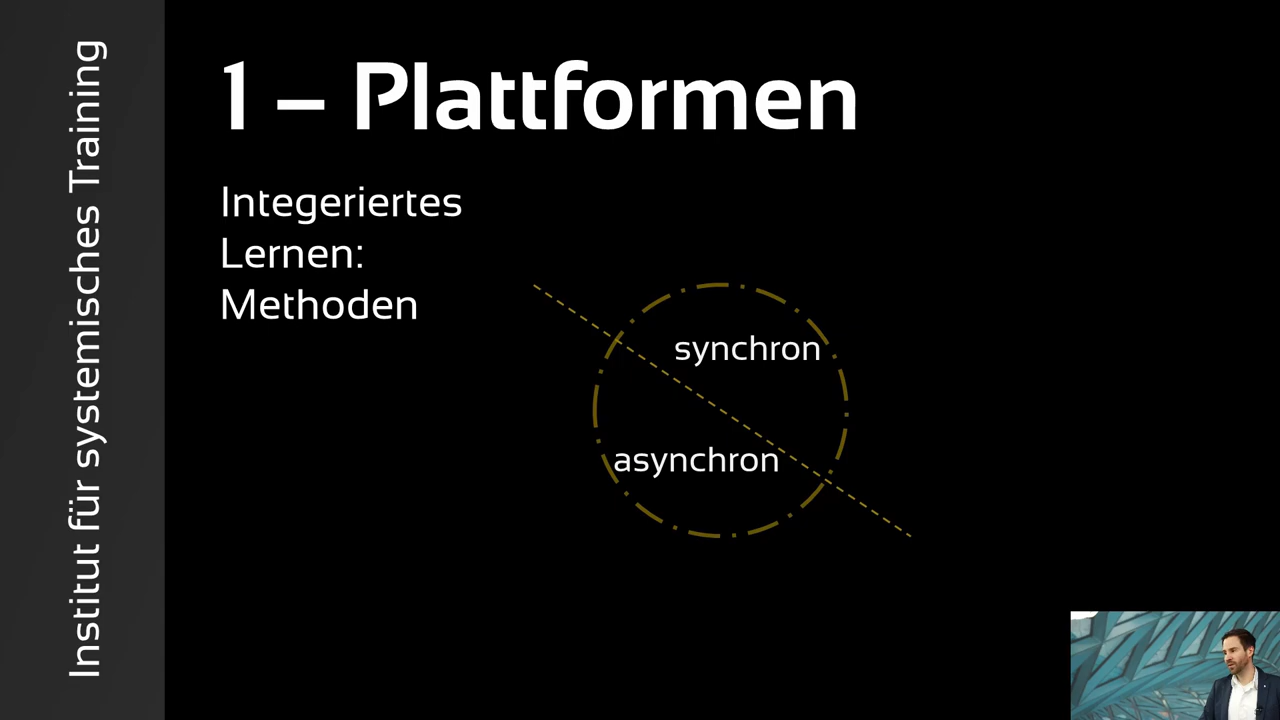 Institut für systemisches Training
1 – Plattformen
Integeriertes
Lernen:
Methoden
synchron
asynchron